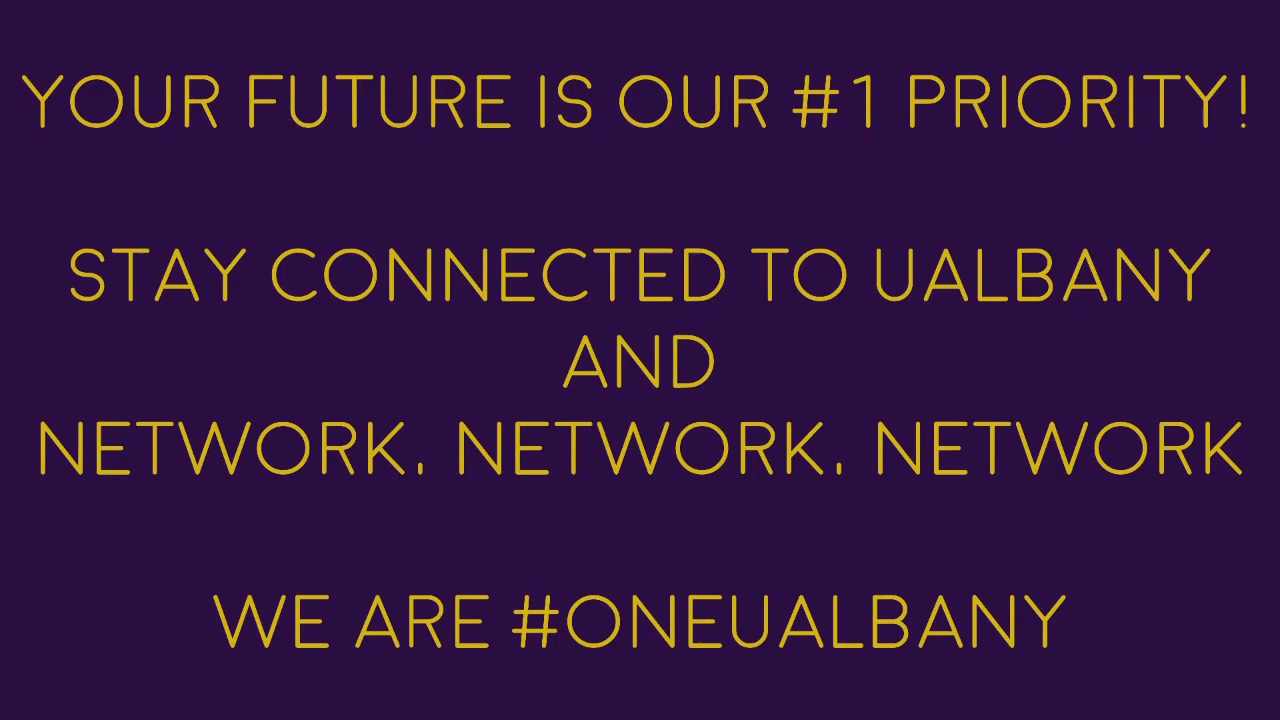 YOUR FUTURE IS OUR #1 PRIORITY!
STAY CONNECTED TO UALBANY
AND
NETWORK, NETWORK, NETWORK
WE ARE #ONEUALBANY